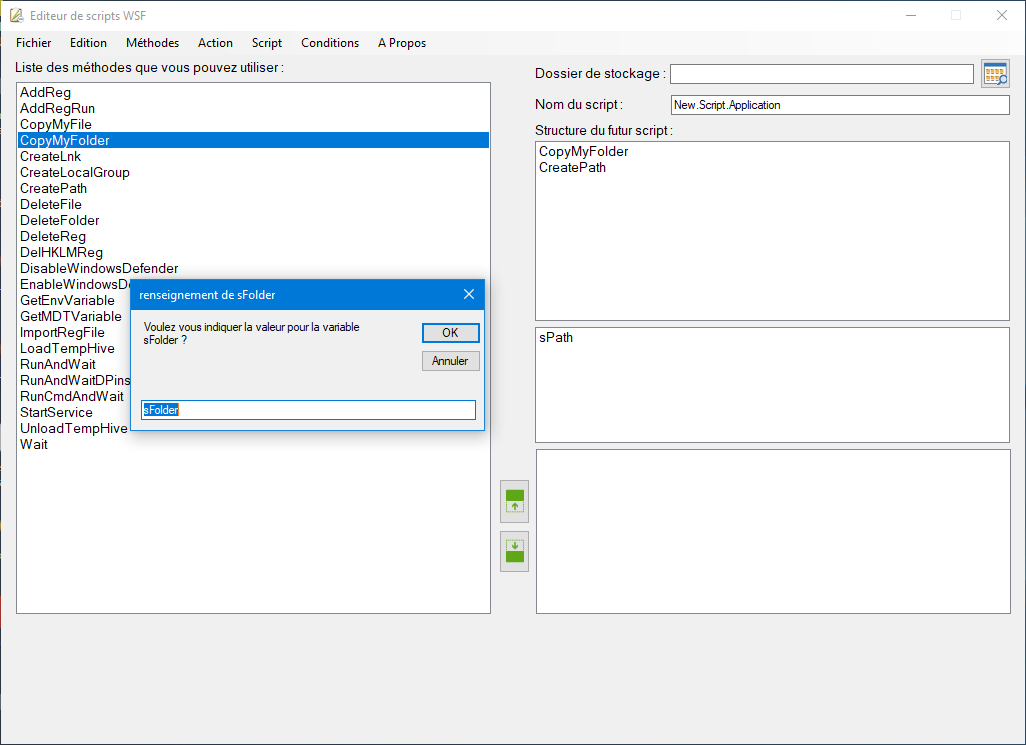 Editeur de scripts WSF
Fichier Edition Méthodes Action Script Conditions A Propos
Liste des méthodes que vous pouvez utiliser :
AddReg
AddRegRun
CopyMyFile
CopyMyFolder
CreateLnk
CreateLocalGroup
CreatePath
DeleteFile
DeleteFolder
DeleteReg
DelHKLMReg
DisableWindowsDefender
EnableWindowsDe
GetEnvVariable
GetMDTVariable
ImportRegFile
LoadTempHive
RunAndWait
RunAndWaitDPins
RunCmdAndWait
StartService
UnloadTempHive
Wait
renseignement de sFolder
Voulez vous indiquer la valeur pour la variable
sFolder ?
OK
Annuler
sFolder
Dossier de stockage :
Nom du script : New.Script.Application
Structure du futur script :
CopyMyFolder
CreatePath
sPath